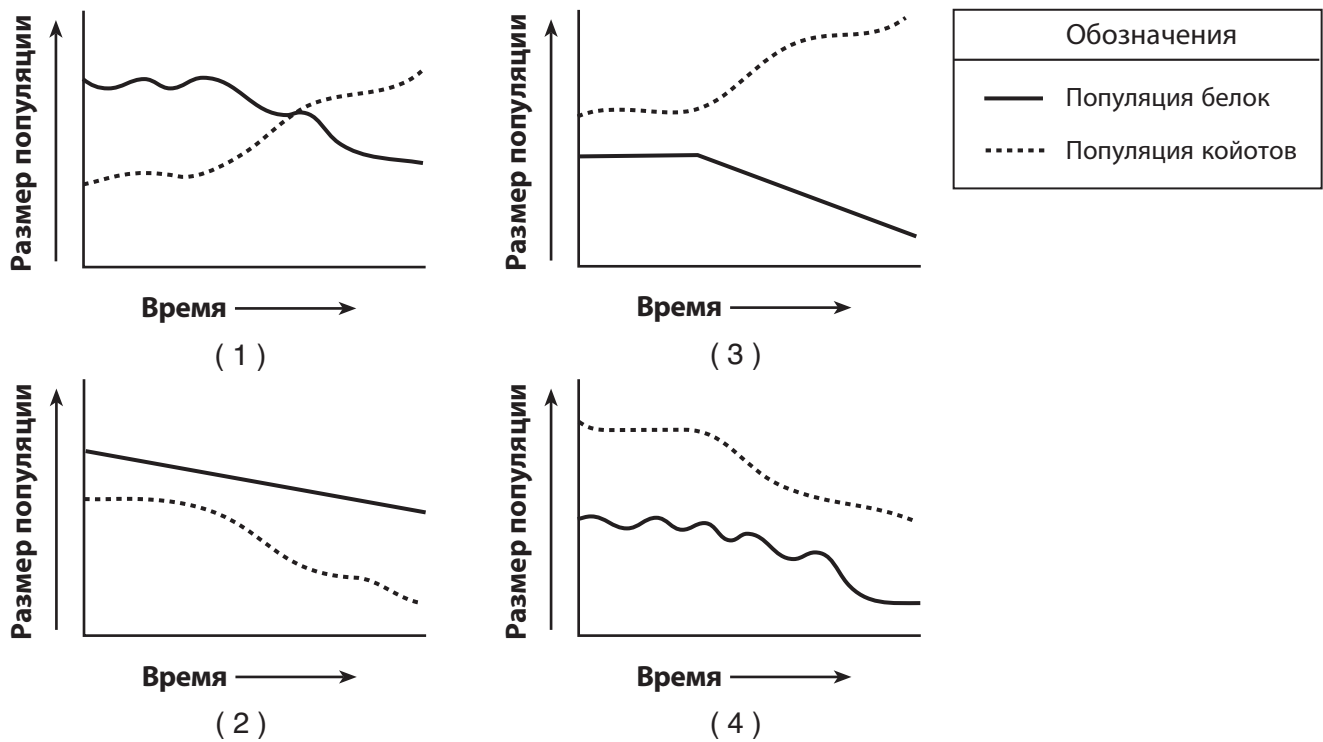 Размер популяции
Время
( 1 )
Размер популяции
Время
( 3 )
Обозначения
Популяция белок
Популяция койотов
Размер популяции
Время
( 2 )
Размер популяции
Время
( 4 )